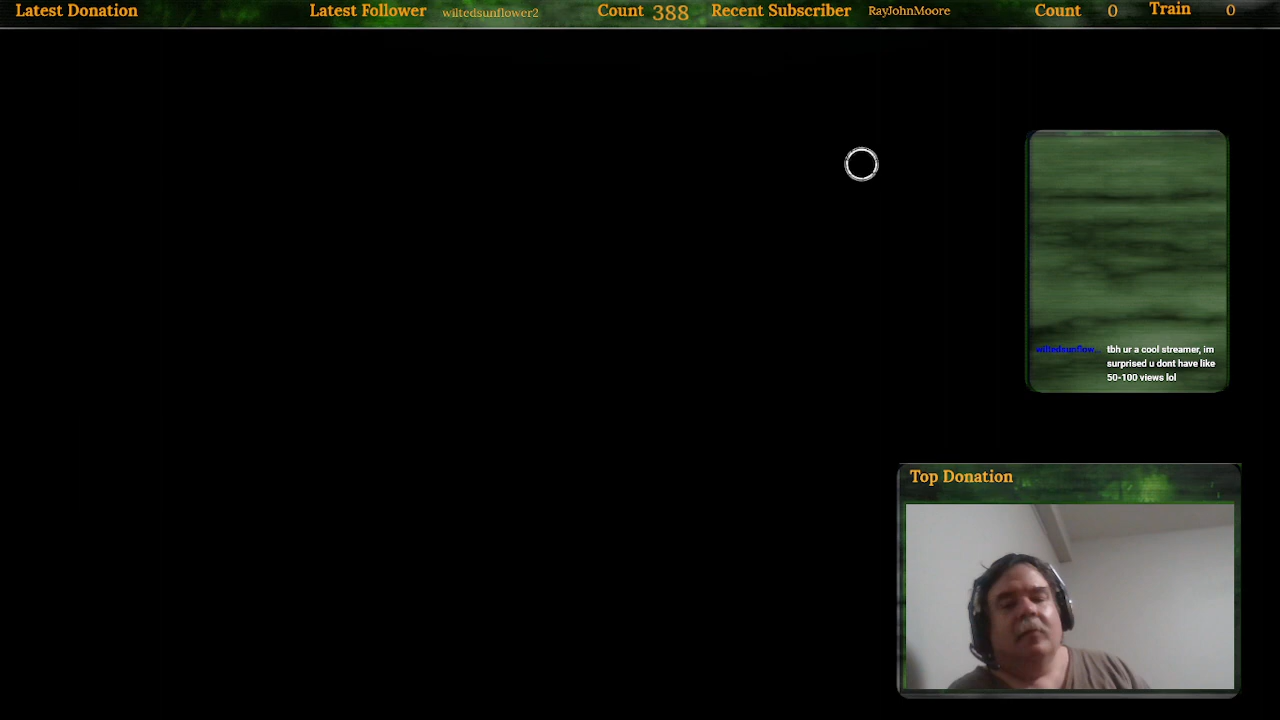 Latest Donation Latest Follower wiltedsunflower2 Count 388 Recent Subscriber RayJohnMoore Count 0 Train 0
wiltedsunflow... tbh ur a cool streamer, im
surprised u dont have like
50-100 views lol
Top Donation